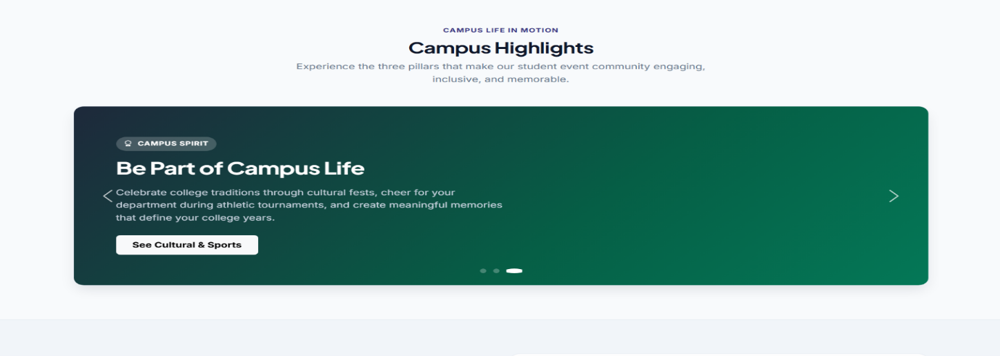 CAMPUS LIFE IN MOTION
Campus Highlights
Experience the three pillars that make our student event community engaging,
inclusive, and memorable.
CAMPUS SPIRIT
Be Part of Campus Life
Celebrate college traditions through cultural fests, cheer for your
department during athletic tournaments, and create meaningful memories
that define your college years.
See Cultural & Sports